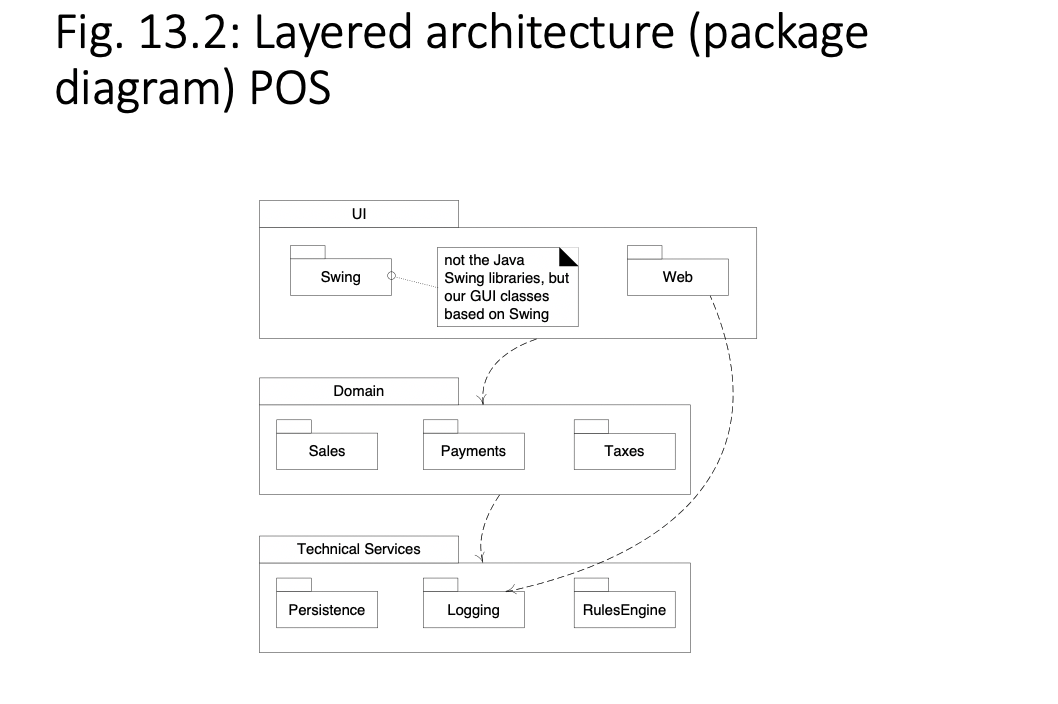 Fig. 13.2: Layered architecture (package
diagram) POS
UI
Swing
not the Java
Swing libraries, but
our GUI classes
based on Swing
Web
Domain
Sales
Payments
Taxes
Technical Services
Persistence
Logging
RulesEngine